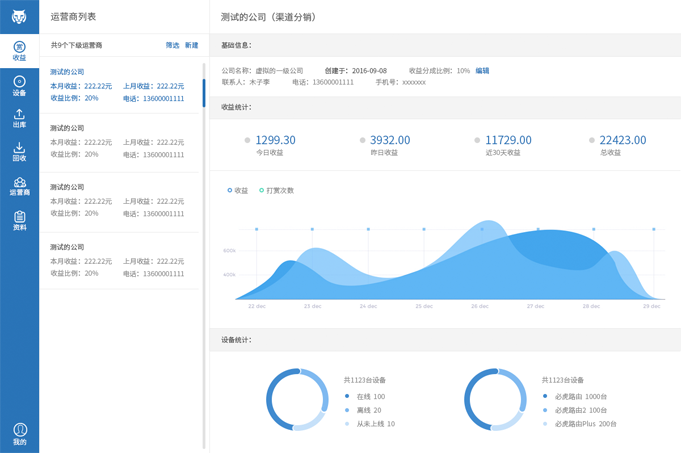 收益
设备
出库
回收
运营商
资料
我的
运营商列表
共9个下级运营商 筛选 新建
测试的公司
本月收益：222.22元 上月收益：222.22元
收益比例：20% 电话：13600001111
测试的公司
本月收益：222.22元 上月收益：222.22元
收益比例：20% 电话：13600001111
测试的公司
本月收益：222.22元 上月收益：222.22元
收益比例：20% 电话：13600001111
测试的公司
本月收益：222.22元 上月收益：222.22元
收益比例：20% 电话：13600001111
测试的公司（渠道分销）
基础信息：
公司名称：虚拟的一级公司 创建于：2016-09-08 收益分成比例：10% 编辑
联系人：木子李 电话：13600001111 手机号：xxxxxxx
收益统计：
1299.30 3932.00 11729.00 22423.00
今日收益 昨日收益 近30天收益 总收益
收益 打赏次数
600k
400k
22 dec 23 dec 24 dec 25 dec 26 dec 27 dec 28 dec 29 dec
设备统计：
共1123台设备
在线 100
离线 20
从未上线 10
共1123台设备
必虎路由 1000台
必虎路由2 100台
必虎路由Plus 200台